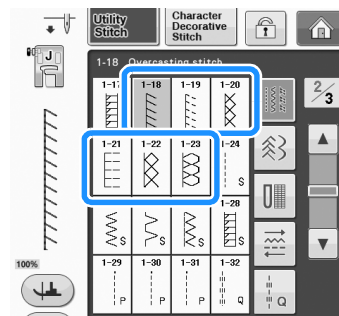 Utility
Stitch
Character
Decorative
Stitch
J
1-18 Overcasting stitch
1-17 1-18 1-19 1-20
2/3
1-21 1-22 1-23 1-24
S
1-28
S S S S
100%
1-29 1-30 1-31 1-32
P P P Q
Q